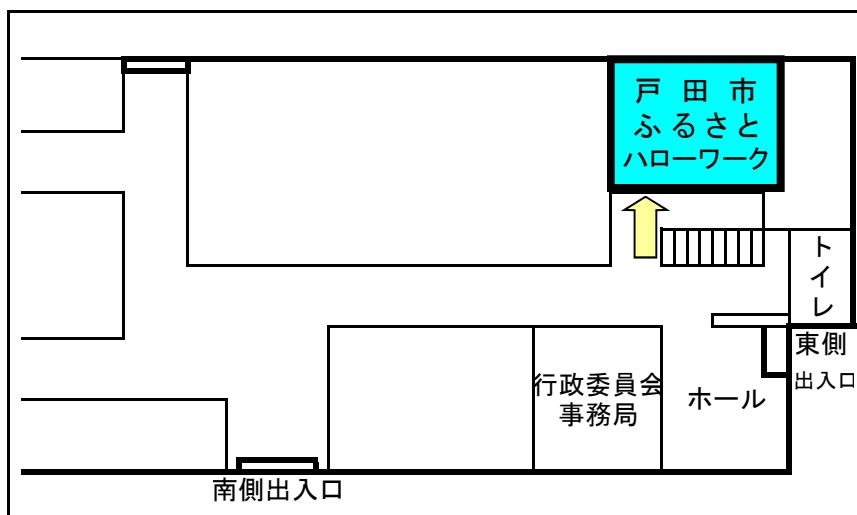 戸田市
ふるさと
ハローワーク
トイレ
東側
出入口
行政委員会
事務局
ホール
南側出入口